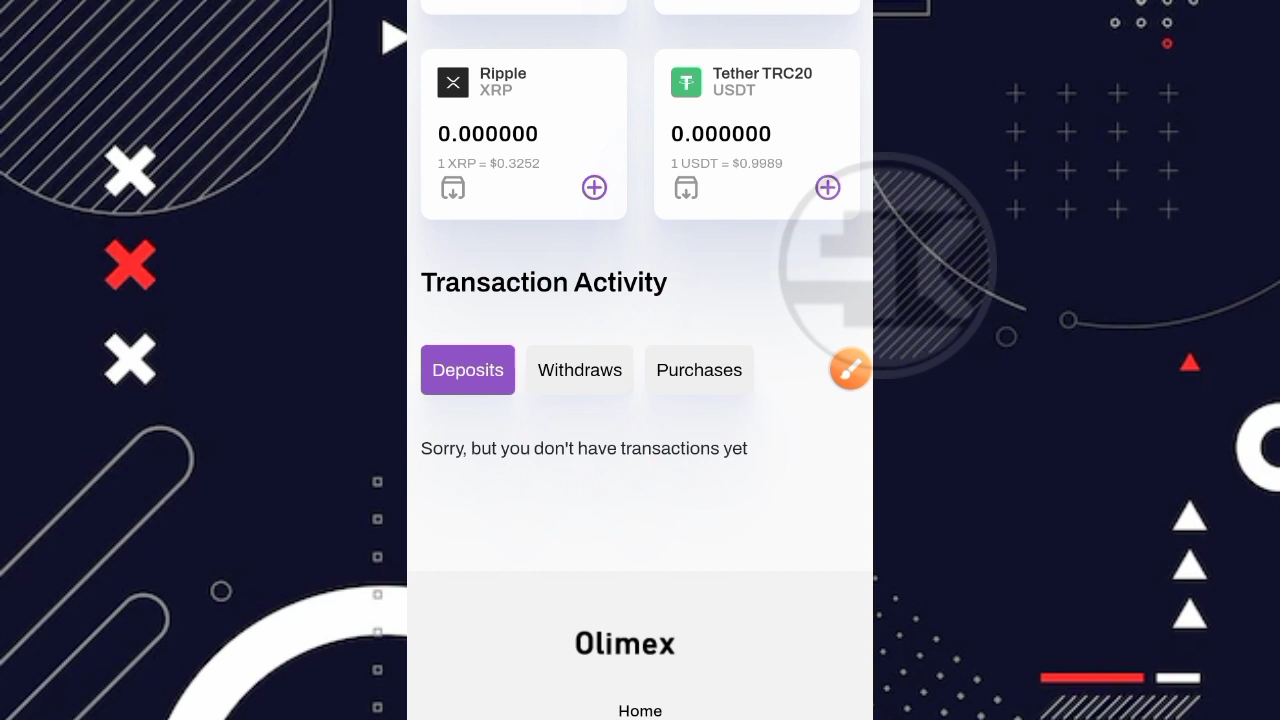 Ripple
XRP
0.000000
1 XRP = $0.3252
Tether TRC20
USDT
0.000000
1 USDT = $0.9989
Transaction Activity
Deposits
Withdraws
Purchases
Sorry, but you don't have transactions yet
Olimex
Home